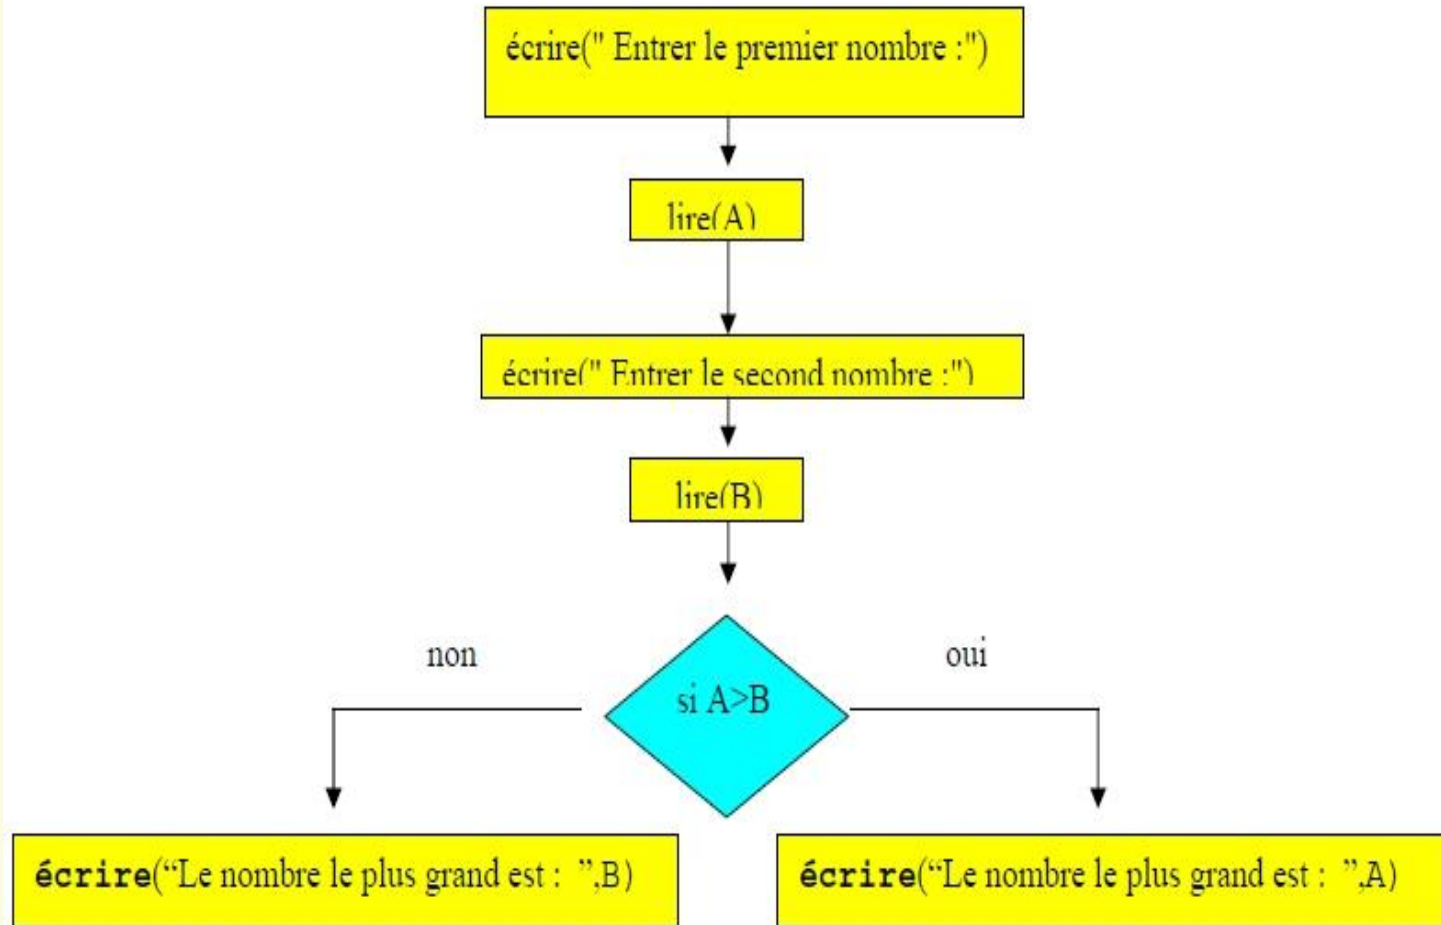 écrire(" Entrer le premier nombre :")
lire(A)
écrire(" Entrer le second nombre :")
lire(B)
non
oui
si A>B
écrire(“Le nombre le plus grand est :  ”,B)
écrire(“Le nombre le plus grand est :  ”,A)